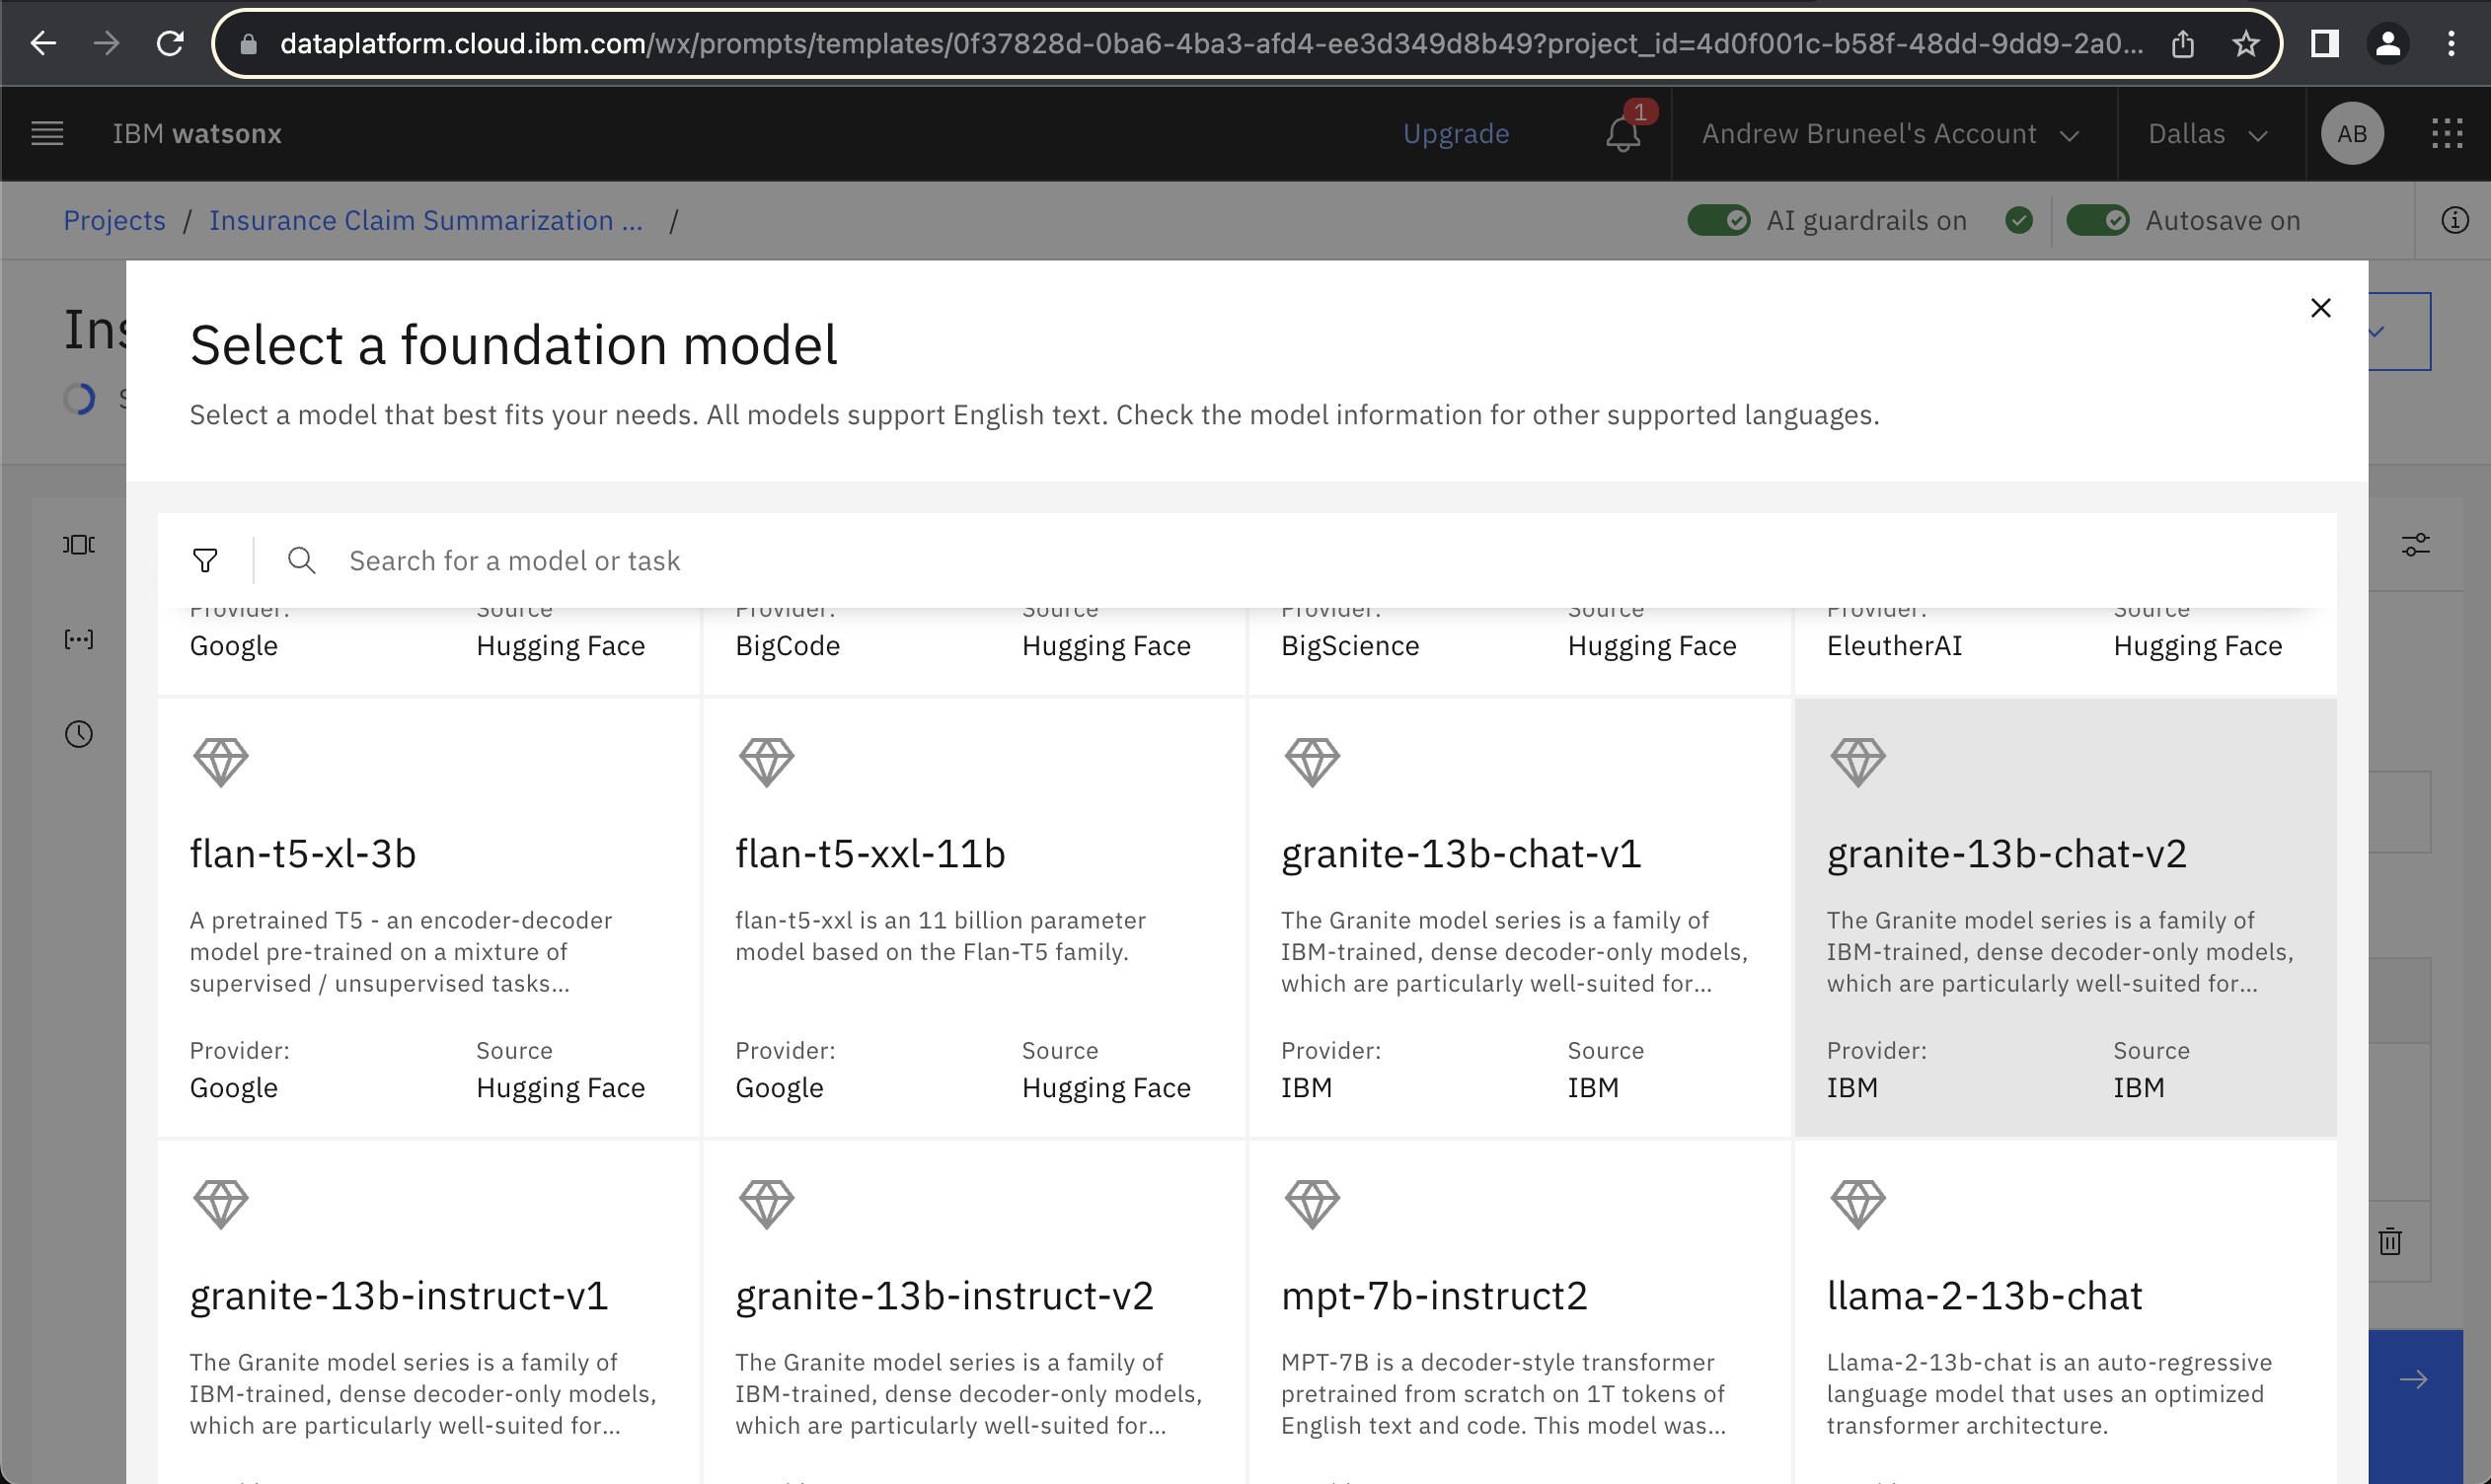 dataplatform.cloud.ibm.com/wx/prompts/templates/0f37828d-0ba6-4ba3-afd4-ee3d349d8b49?project_id=4d0f001c-b58f-48dd-9dd9-2a0...
IBM watsonx
Upgrade
1
Andrew Bruneel's Account
Dallas
AB
Projects / Insurance Claim Summarization ... /
AI guardrails on
Autosave on
Ins
S
Select a foundation model
Select a model that best fits your needs. All models support English text. Check the model information for other supported languages.
Search for a model or task
Provider: Source Provider: Source Provider: Source Provider: Source
Google Hugging Face BigCode Hugging Face BigScience Hugging Face EleutherAI Hugging Face
flan-t5-xl-3b
A pretrained T5 - an encoder-decoder
model pre-trained on a mixture of
supervised / unsupervised tasks...
Provider: Source
Google Hugging Face
flan-t5-xxl-11b
flan-t5-xxl is an 11 billion parameter
model based on the Flan-T5 family.
Provider: Source
Google Hugging Face
granite-13b-chat-v1
The Granite model series is a family of
IBM-trained, dense decoder-only models,
which are particularly well-suited for...
Provider: Source
IBM IBM
granite-13b-chat-v2
The Granite model series is a family of
IBM-trained, dense decoder-only models,
which are particularly well-suited for...
Provider: Source
IBM IBM
granite-13b-instruct-v1
The Granite model series is a family of
IBM-trained, dense decoder-only models,
which are particularly well-suited for...
granite-13b-instruct-v2
The Granite model series is a family of
IBM-trained, dense decoder-only models,
which are particularly well-suited for...
mpt-7b-instruct2
MPT-7B is a decoder-style transformer
pretrained from scratch on 1T tokens of
English text and code. This model was...
llama-2-13b-chat
Llama-2-13b-chat is an auto-regressive
language model that uses an optimized
transformer architecture.